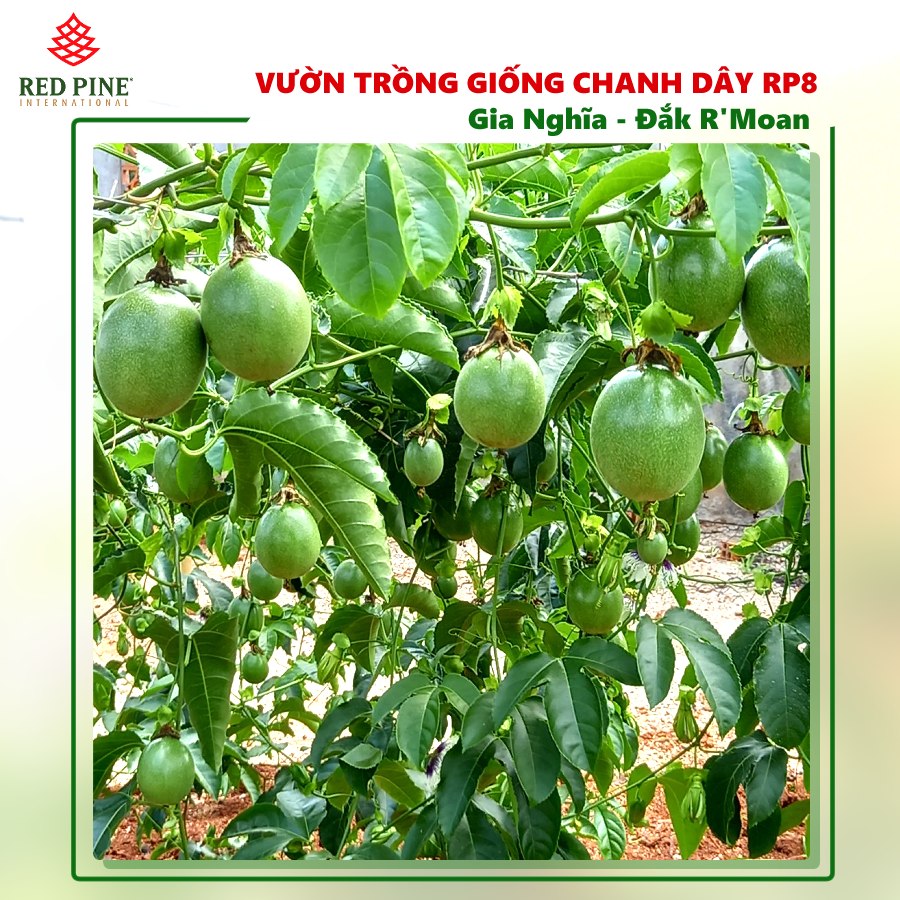 RED PINE®
INTERNATIONAL
VƯỜN TRỒNG GIỐNG CHANH DÂY RP8
Gia Nghĩa - Đắk R'Moan